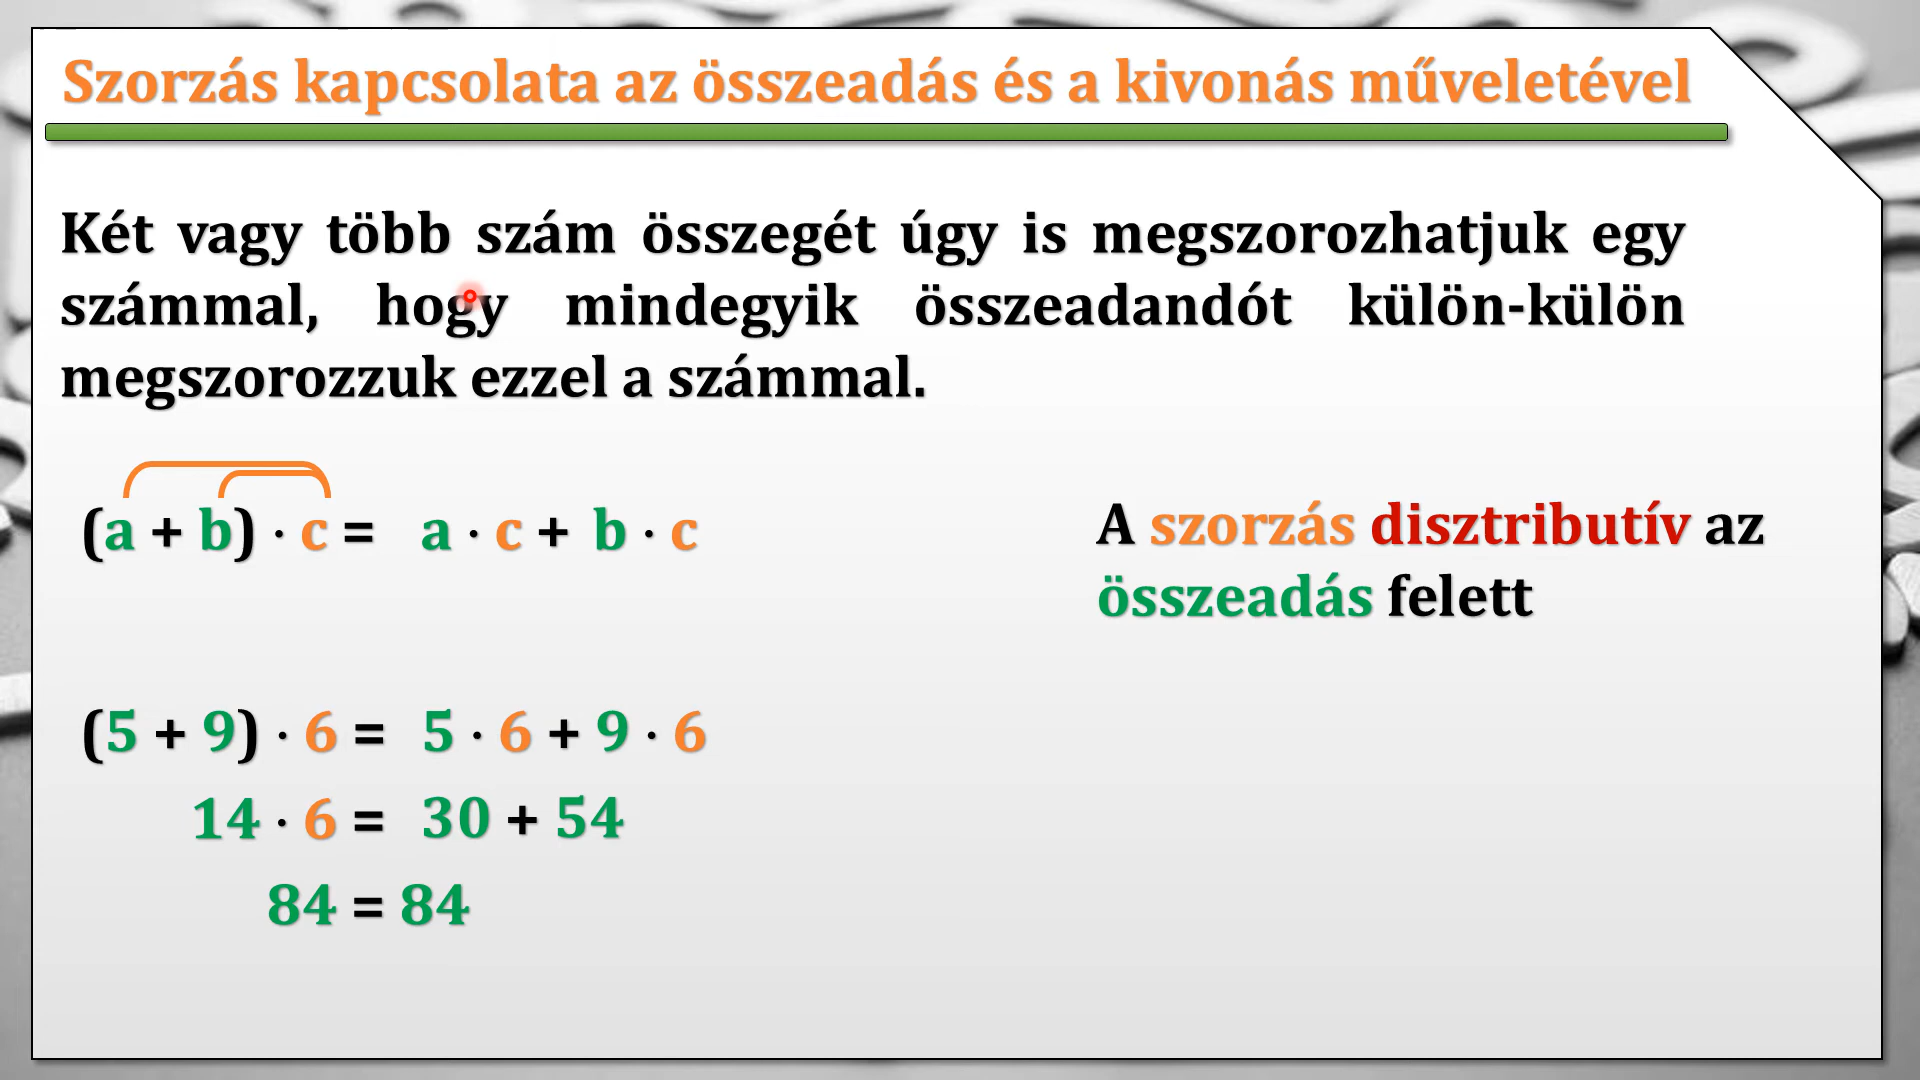 Szorzás kapcsolata az összeadás és a kivonás műveletével
Két vagy több szám összegét úgy is megszorozhatjuk egy
számmal, hogy mindegyik összeadandót külön-külön
megszorozzuk ezzel a számmal.
(a + b) · c = a · c + b · c
A szorzás disztributív az
összeadás felett
(5 + 9) · 6 = 5 · 6 + 9 · 6
14 · 6 = 30 + 54
84 = 84